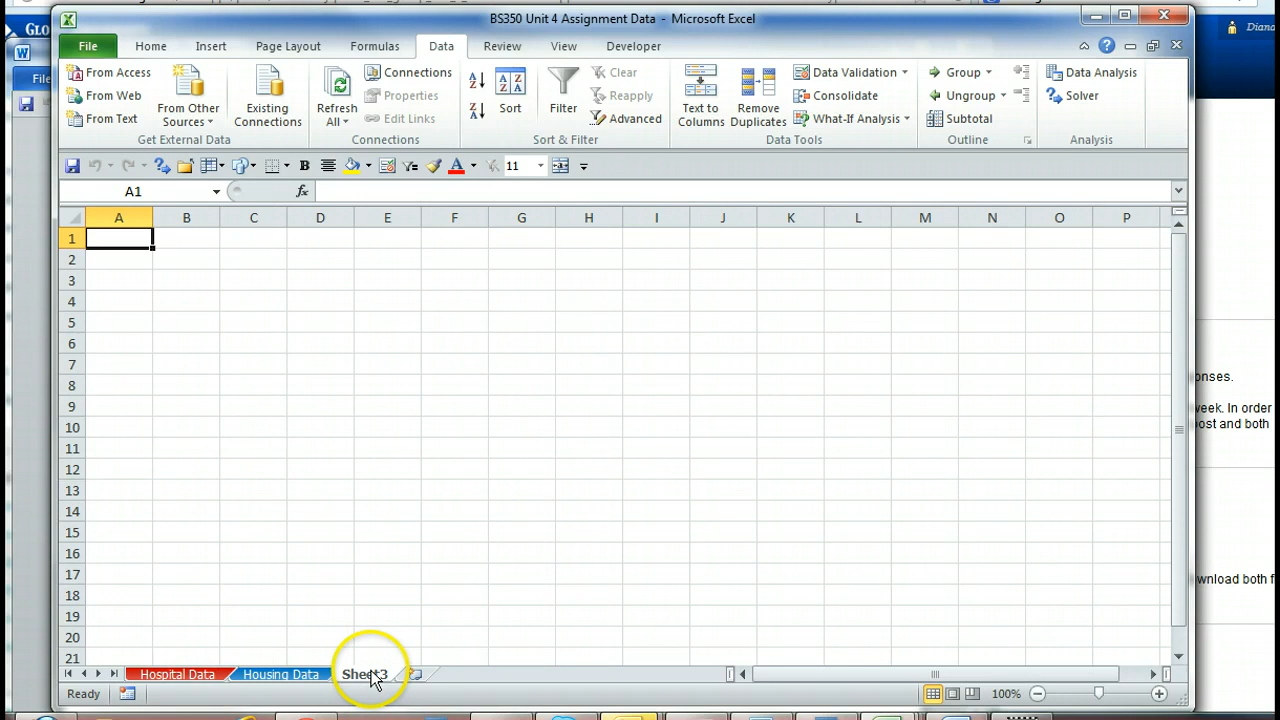 BS350 Unit 4 Assignment Data - Microsoft Excel
GLO
Diana
File Home Insert Page Layout Formulas Data Review View Developer
Fil
From Access
From Web
From Text
From Other Sources
Existing Connections
Get External Data
Refresh All
Connections
Properties
Edit Links
Connections
Sort
Filter
Clear
Reapply
Advanced
Sort & Filter
Text to Columns
Remove Duplicates
Data Validation
Consolidate
What-If Analysis
Data Tools
Group
Ungroup
Subtotal
Outline
Data Analysis
Solver
Analysis
11
A1
fx
A B C D E F G H I J K L M N O P
1
2
3
4
5
6
7
8
9
10
11
12
13
14
15
16
17
18
19
20
21
onses.
week. In order
ost and both
wnload both f
Hospital Data Housing Data Sheet3
Ready
100%